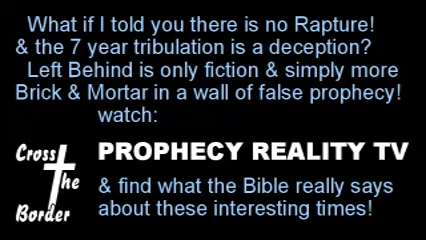 What if I told you there is no Rapture!
& the 7 year tribulation is a deception?
Left Behind is only fiction & simply more
Brick & Mortar in a wall of false prophecy!
watch:
PROPHECY REALITY TV
Cross
the
Border
& find what the Bible really says
about these interesting times!